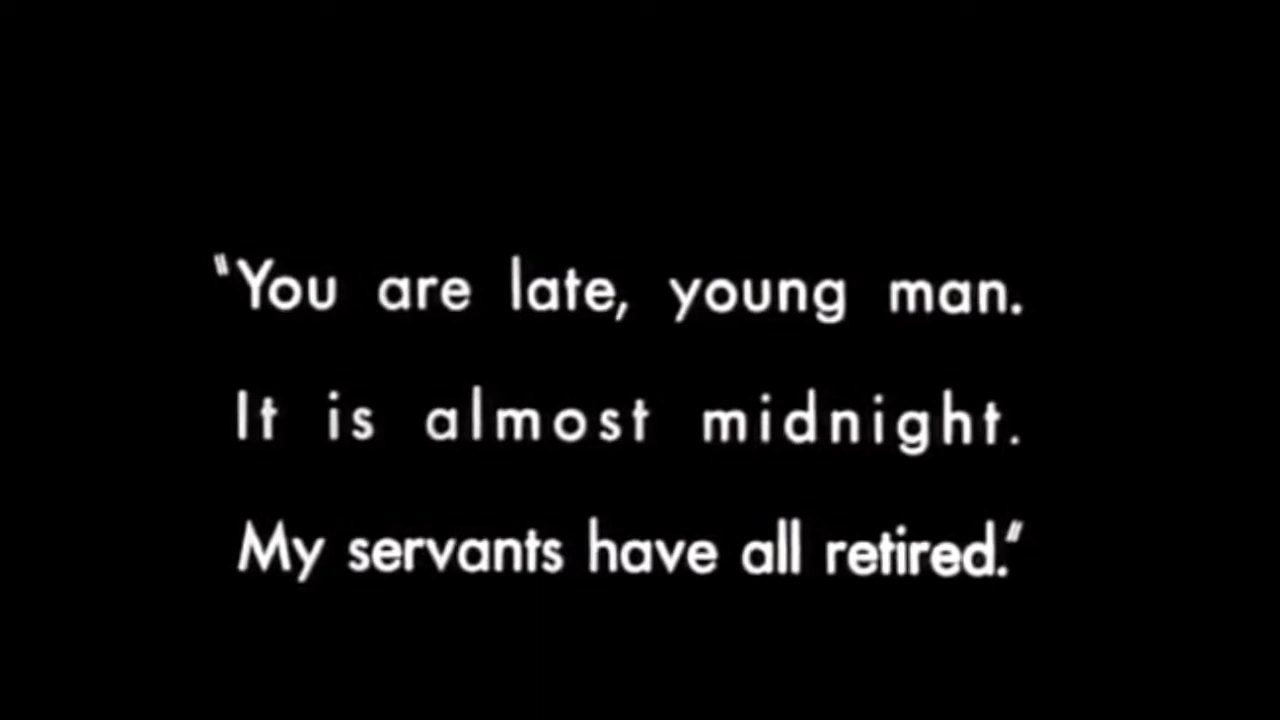 "You are late, young man.
It is almost midnight.
My servants have all retired."